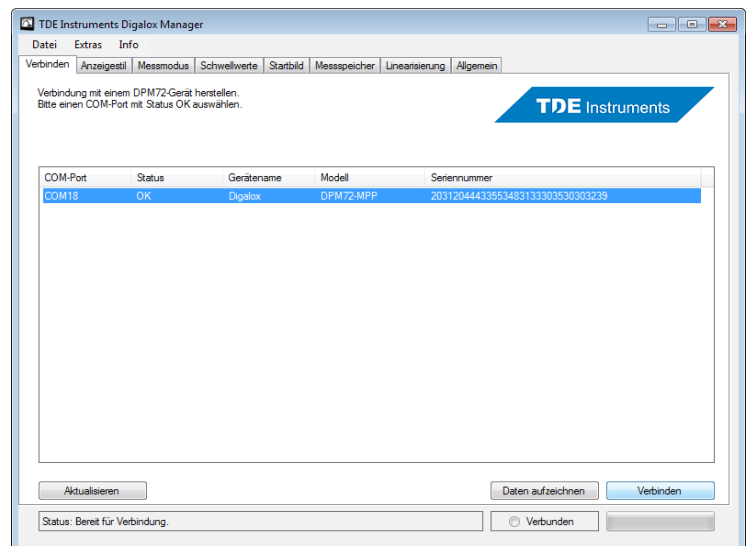 TDE Instruments Digalox Manager
Datei Extras Info
Verbinden Anzeigestil Messmodus Schwellwerte Startbild Messspeicher Linearisierung Allgemein
Verbindung mit einem DPM72-Gerät herstellen.
Bitte einen COM-Port mit Status OK auswählen.
TDE Instruments
COM-Port Status Gerätename Modell Seriennummer
COM18 OK Digalox DPM72-MPP 2031204443355348313330353030323​9
Aktualisieren Daten aufzeichnen Verbinden
Status: Bereit für Verbindung. Verbunden